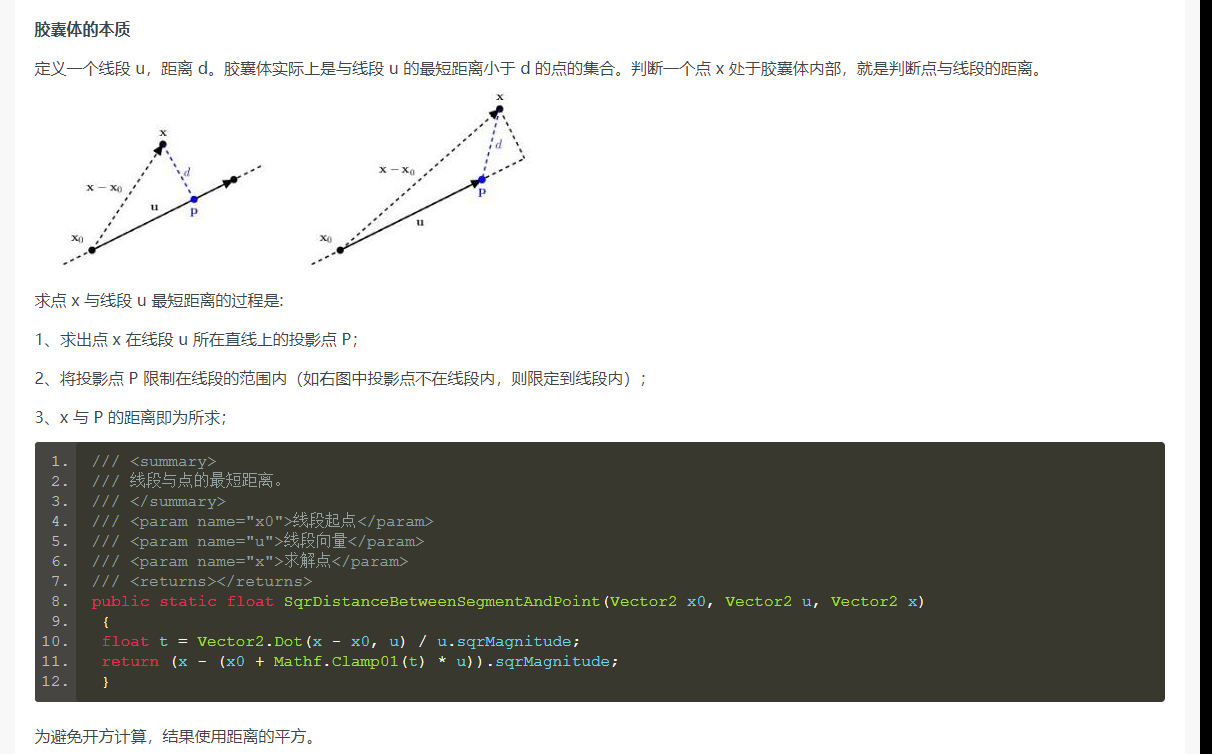 胶囊体的本质
定义一个线段 u，距离 d。胶囊体实际上是与线段 u 的最短距离小于 d 的点的集合。判断一个点 x 处于胶囊体内部，就是判断点与线段的距离。
x
x − x₀
d
u
p
x₀
x
x − x₀
d
p
u
x₀
求点 x 与线段 u 最短距离的过程是:
1、求出点 x 在线段 u 所在直线上的投影点 P；
2、将投影点 P 限制在线段的范围内（如右图中投影点不在线段内，则限定到线段内）；
3、x 与 P 的距离即为所求；
1. /// <summary>
2. /// 线段与点的最短距离。
3. /// </summary>
4. /// <param name="x0">线段起点</param>
5. /// <param name="u">线段向量</param>
6. /// <param name="x">求解点</param>
7. /// <returns></returns>
8. public static float SqrDistanceBetweenSegmentAndPoint(Vector2 x0, Vector2 u, Vector2 x)
9. {
10. float t = Vector2.Dot(x - x0, u) / u.sqrMagnitude;
11. return (x - (x0 + Mathf.Clamp01(t) * u)).sqrMagnitude;
12. }
为避免开方计算，结果使用距离的平方。